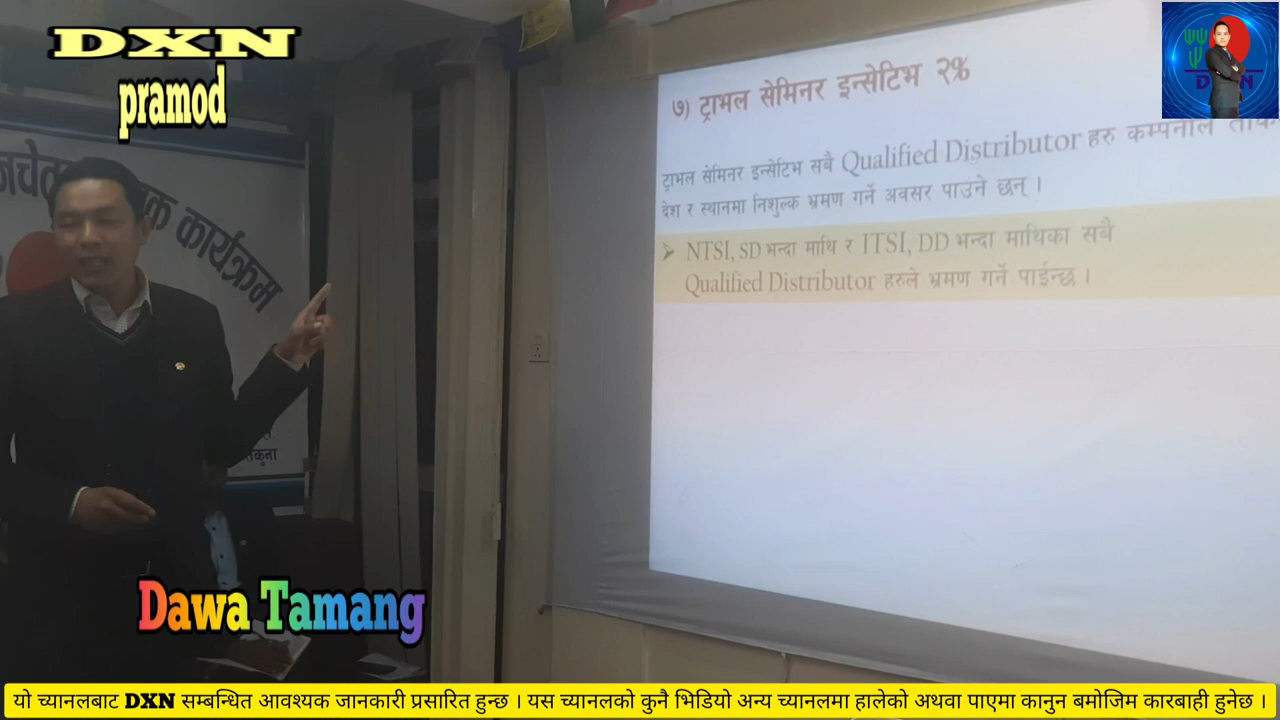 DXN
pramod
कार्यक्रम
Dawa Tamang
७) ट्राभल सेमिनर इन्सेटिभ २%
ट्राभल सेमिनर इन्सेटिभ सबै Qualified Distributor हरु
देश र स्थानमा निशुल्क भ्रमण गर्ने अवसर पाउने छन् ।
➤ NTSI, SD भन्दा माथि र ITSI, DD भन्दा माथिका सबै
Qualified Distributor हरुले भ्रमण गर्ने पाईन्छ ।
यो च्यानलबाट DXN सम्बन्धित आवश्यक जानकारी प्रसारित हुन्छ । यस च्यानलको कुनै भिडियो अन्य च्यानलमा हालेको अथवा पाएमा कानुन बमोजिम कारबाही हुनेछ ।